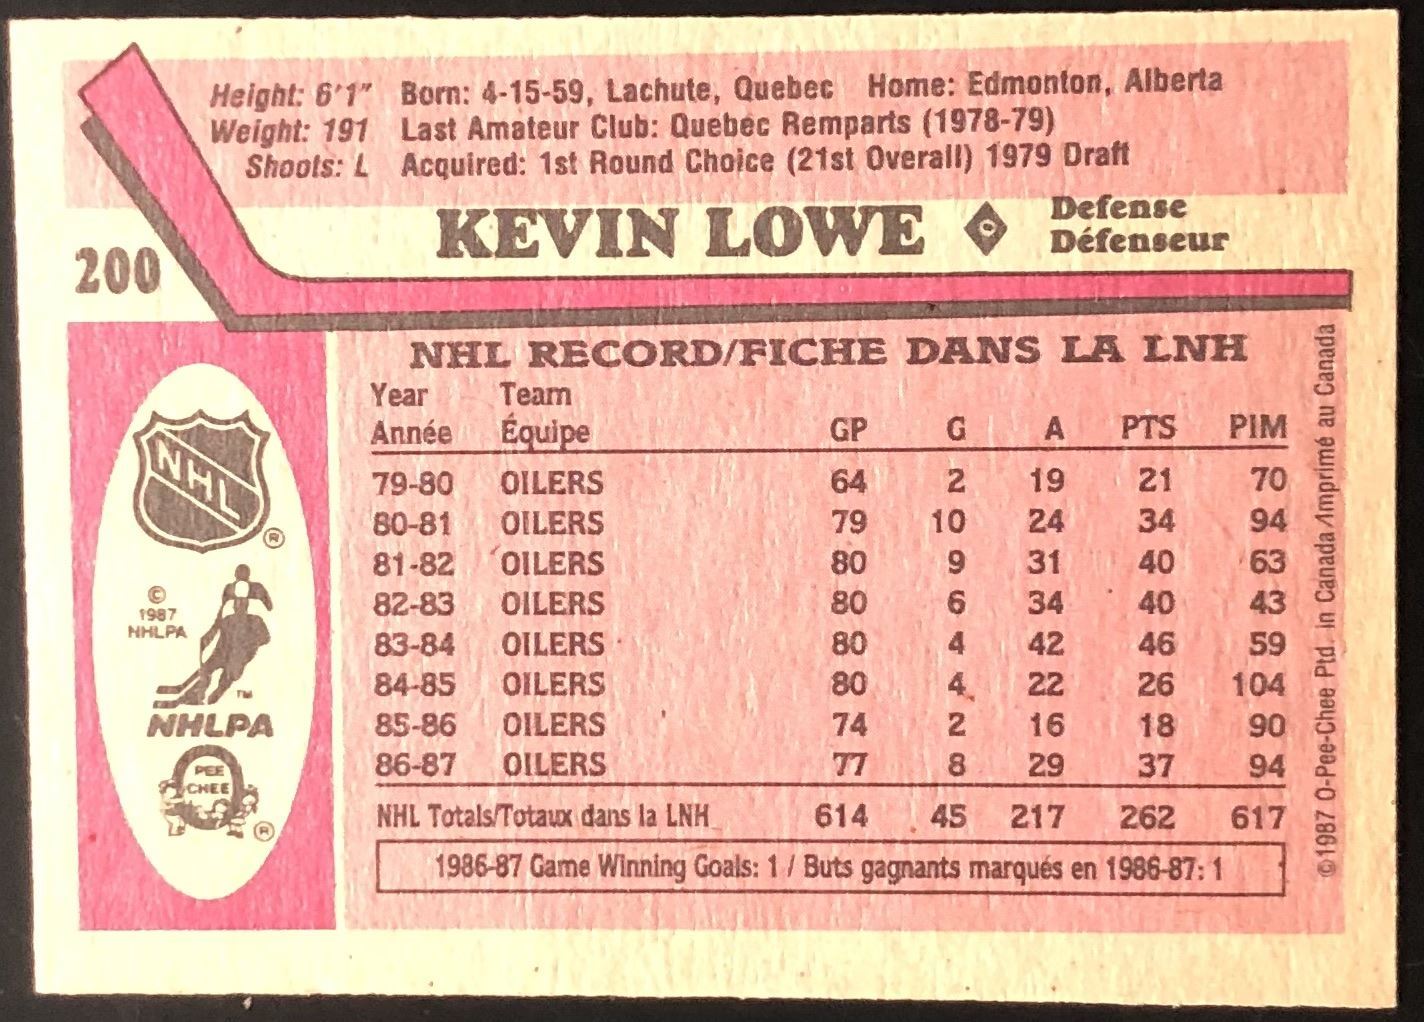 Height: 6'1" Born: 4-15-59, Lachute, Quebec Home: Edmonton, Alberta
Weight: 191 Last Amateur Club: Quebec Remparts (1978-79)
Shoots: L Acquired: 1st Round Choice (21st Overall) 1979 Draft
KEVIN LOWE Defense
Défenseur
200
NHL RECORD/FICHE DANS LA LNH
Year Team
Année Équipe GP G A PTS PIM
79-80 OILERS 64 2 19 21 70
80-81 OILERS 79 10 24 34 94
81-82 OILERS 80 9 31 40 63
82-83 OILERS 80 6 34 40 43
83-84 OILERS 80 4 42 46 59
84-85 OILERS 80 4 22 26 104
85-86 OILERS 74 2 16 18 90
86-87 OILERS 77 8 29 37 94
NHL Totals/Totaux dans la LNH 614 45 217 262 617
1986-87 Game Winning Goals: 1 / Buts gagnants marqués en 1986-87: 1
NHL
®
©
1987
NHLPA
TM
NHLPA
PEE
CHEE
®
©1987 O-Pee-Chee Ptd. in Canada/Imprimé au Canada